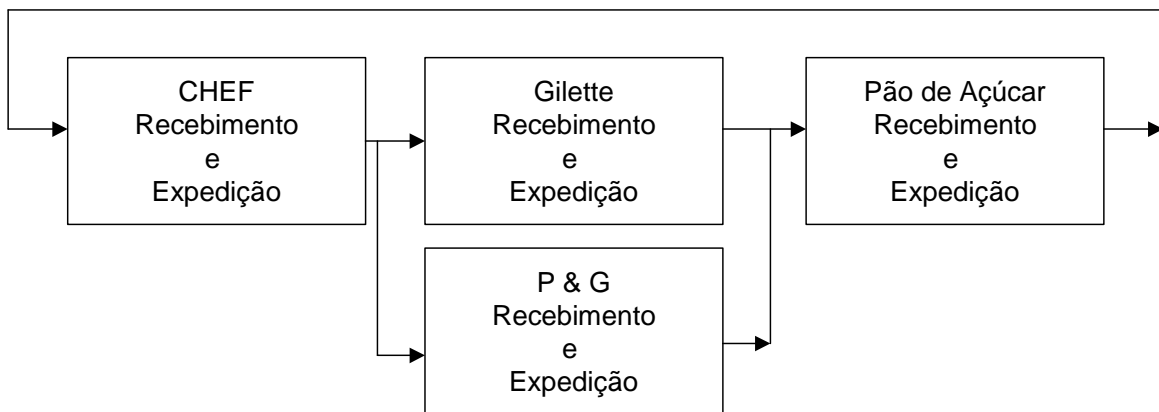 CHEF
Recebimento
e
Expedição
Gilette
Recebimento
e
Expedição
Pão de Açúcar
Recebimento
e
Expedição
P & G
Recebimento
e
Expedição